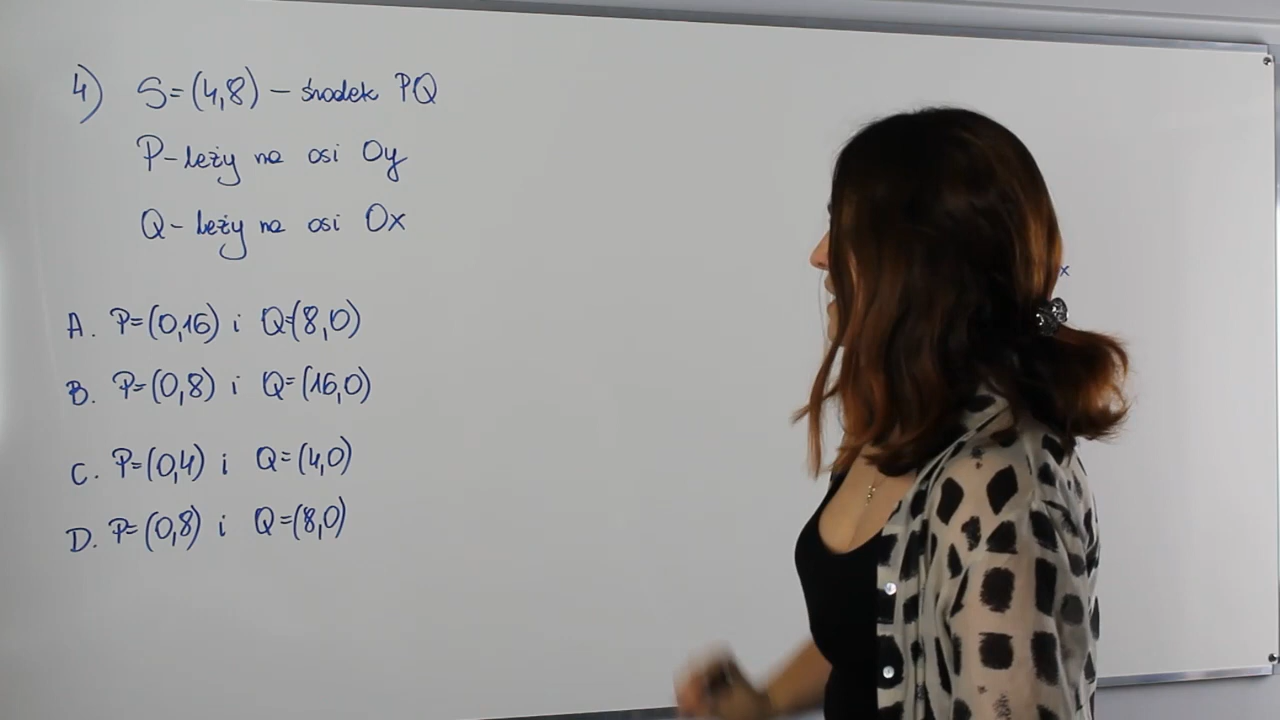 4) S=(4,8) – środek PQ
P-leży na osi Oy
Q-leży na osi Ox
A. P=(0,16) i Q=(8,0)
B. P=(0,8) i Q=(16,0)
C. P=(0,4) i Q=(4,0)
D. P=(0,8) i Q=(8,0)
x